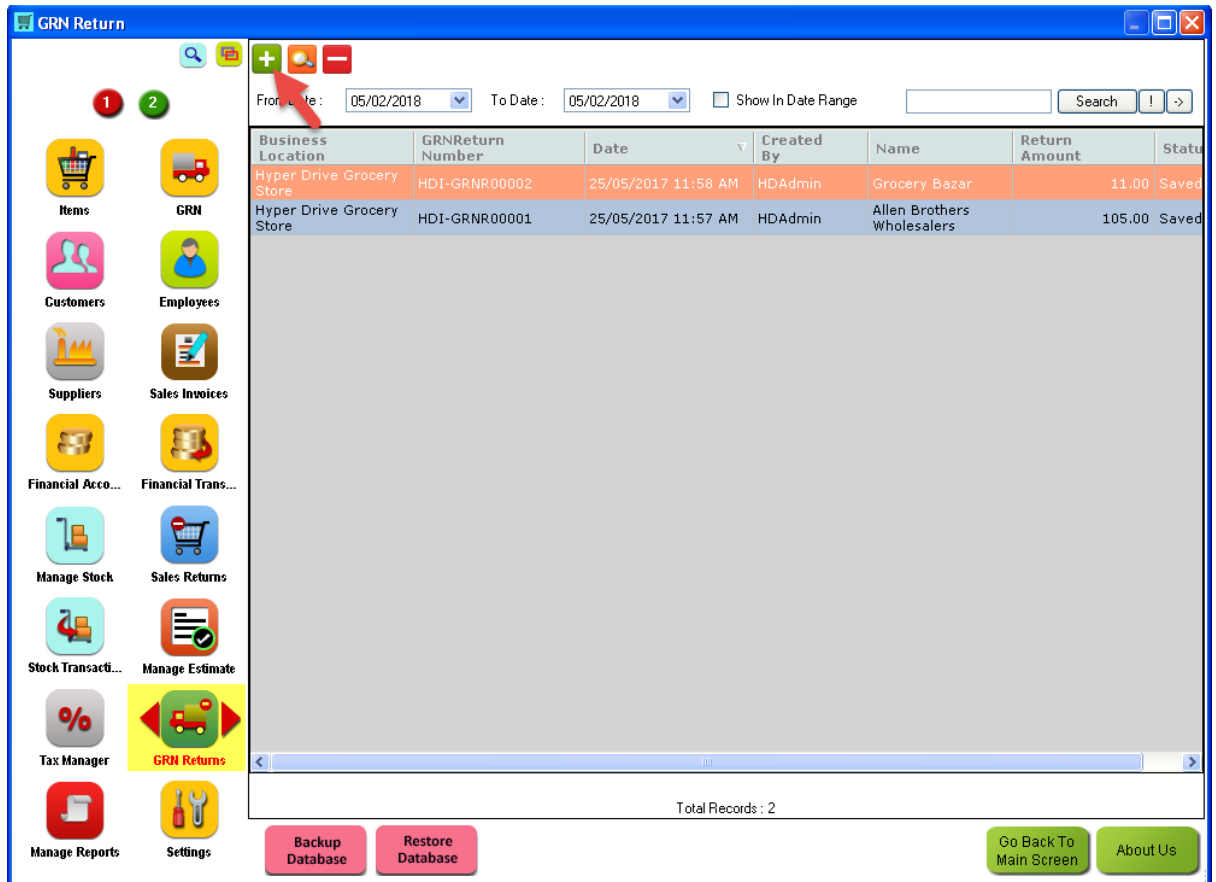 GRN Return
1 2
From Date : 05/02/2018 To Date : 05/02/2018 Show In Date Range Search ! ->
Business Location GRNReturn Number Date Created By Name Return Amount Statu
Hyper Drive Grocery Store HDI-GRNR00002 25/05/2017 11:58 AM HDAdmin Grocery Bazar 11.00 Saved
Hyper Drive Grocery Store HDI-GRNR00001 25/05/2017 11:57 AM HDAdmin Allen Brothers Wholesalers 105.00 Saved
Items GRN
Customers Employees
Suppliers Sales Invoices
Financial Acco... Financial Trans...
Manage Stock Sales Returns
Stock Transacti... Manage Estimate
% Tax Manager GRN Returns
Manage Reports Settings
Total Records : 2
Backup Database Restore Database Go Back To Main Screen About Us